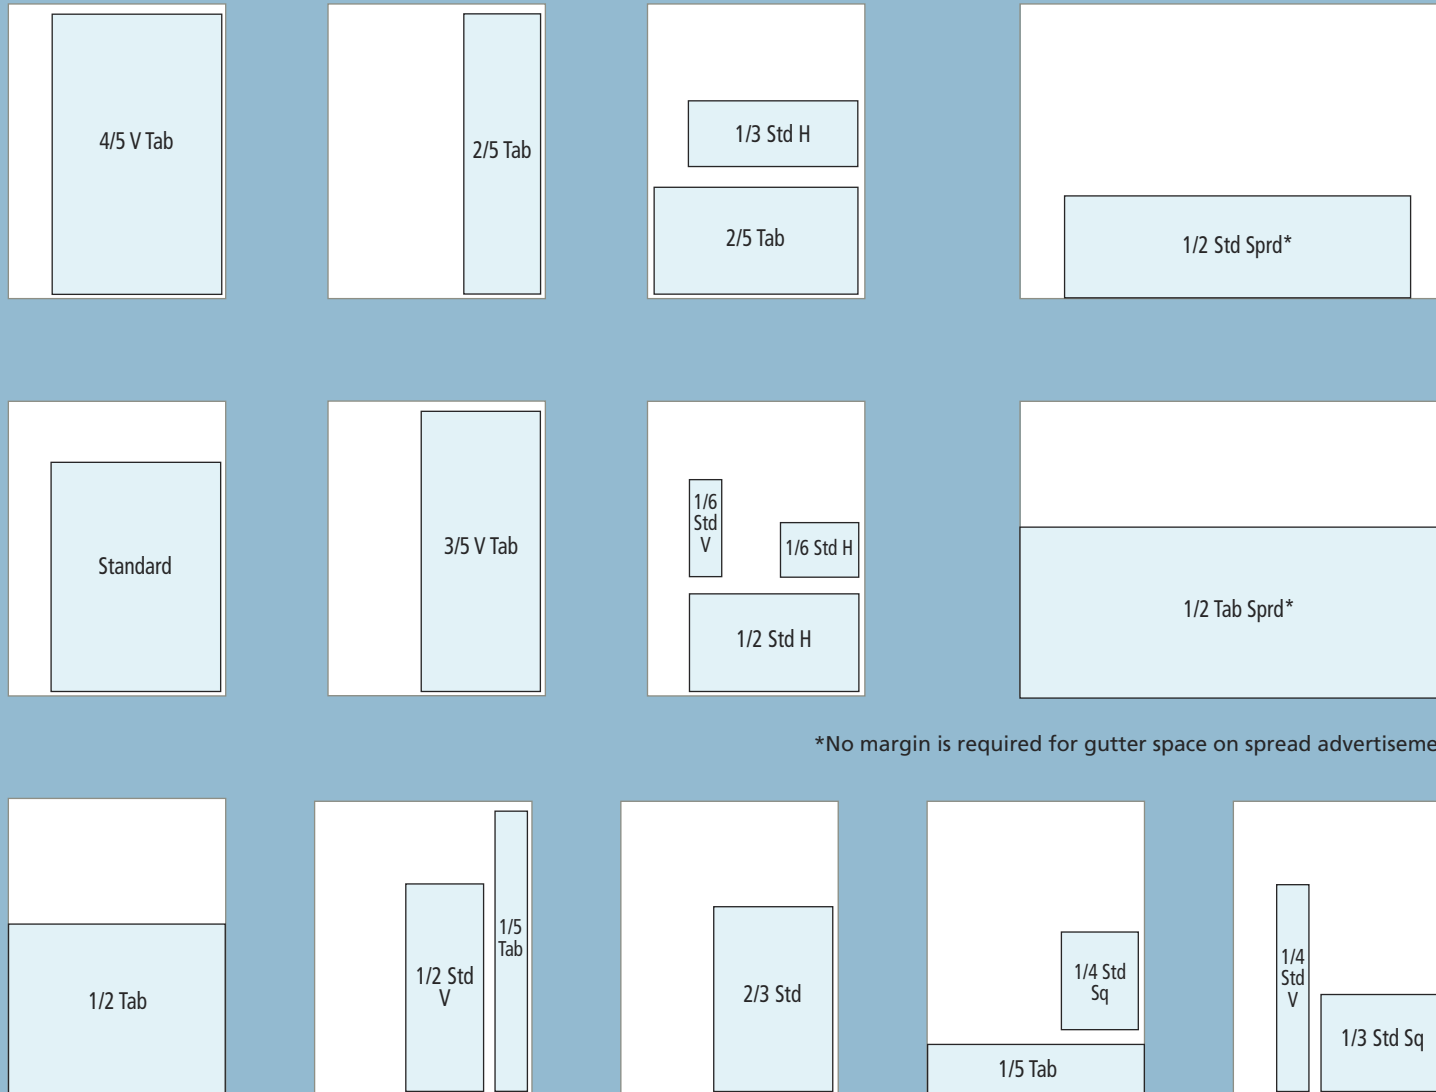 4/5 V Tab
2/5 Tab
1/3 Std H
2/5 Tab
1/2 Std Sprd*
Standard
3/5 V Tab
1/6
Std
V
1/6 Std H
1/2 Std H
1/2 Tab Sprd*
*No margin is required for gutter space on spread advertiseme
1/2 Tab
1/2 Std
V
1/5
Tab
2/3 Std
1/4 Std
Sq
1/5 Tab
1/4
Std
V
1/3 Std Sq